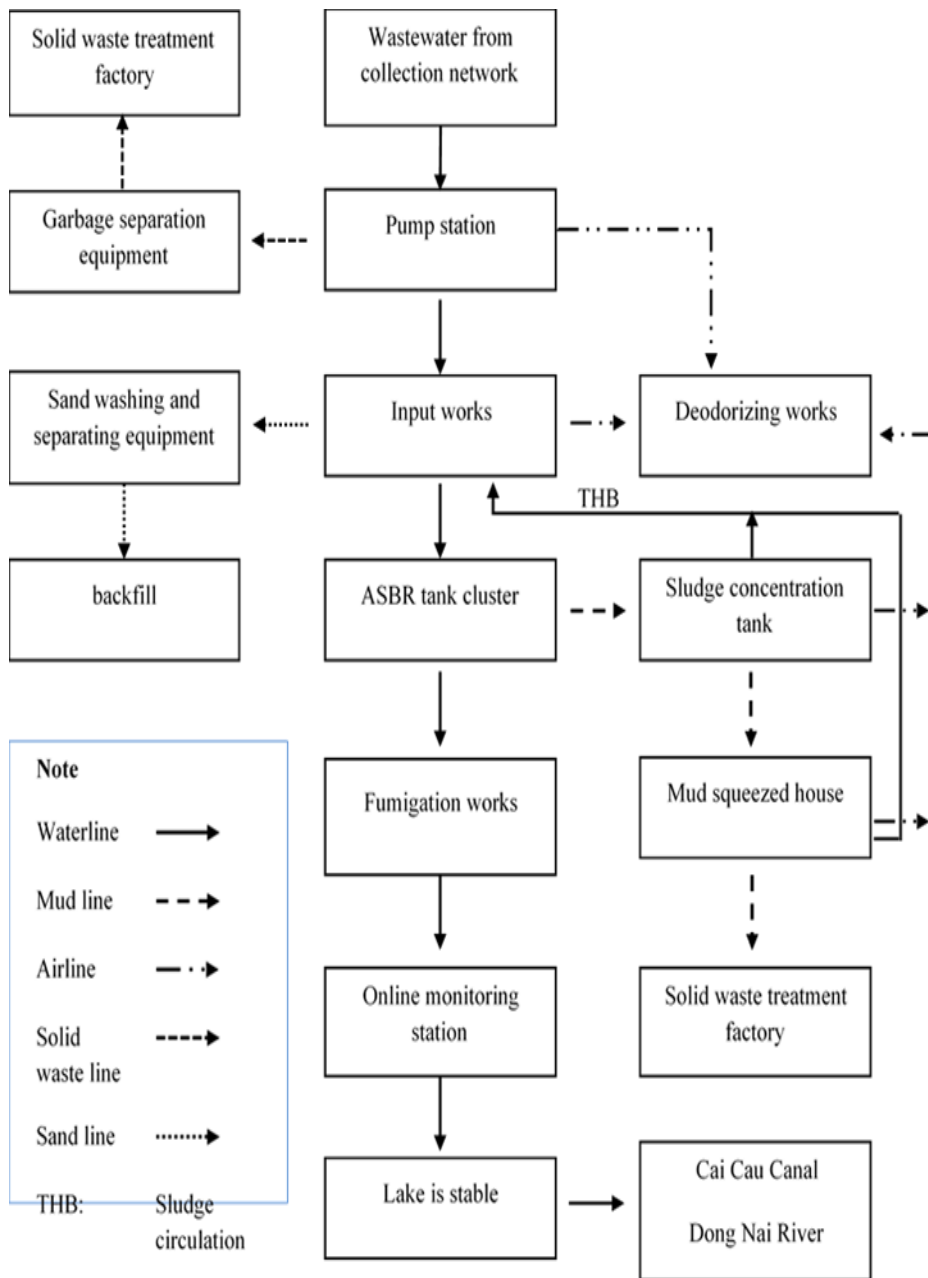 Solid waste treatment
factory
Wastewater from
collection network
Garbage separation
equipment
Pump station
Sand washing and
separating equipment
Input works
Deodorizing works
THB
backfill
ASBR tank cluster
Sludge concentration
tank
Note
Waterline
Mud line
Airline
Solid
waste line
Sand line
THB: Sludge
circulation
Fumigation works
Mud squeezed house
Online monitoring
station
Solid waste treatment
factory
Lake is stable
Cai Cau Canal
Dong Nai River